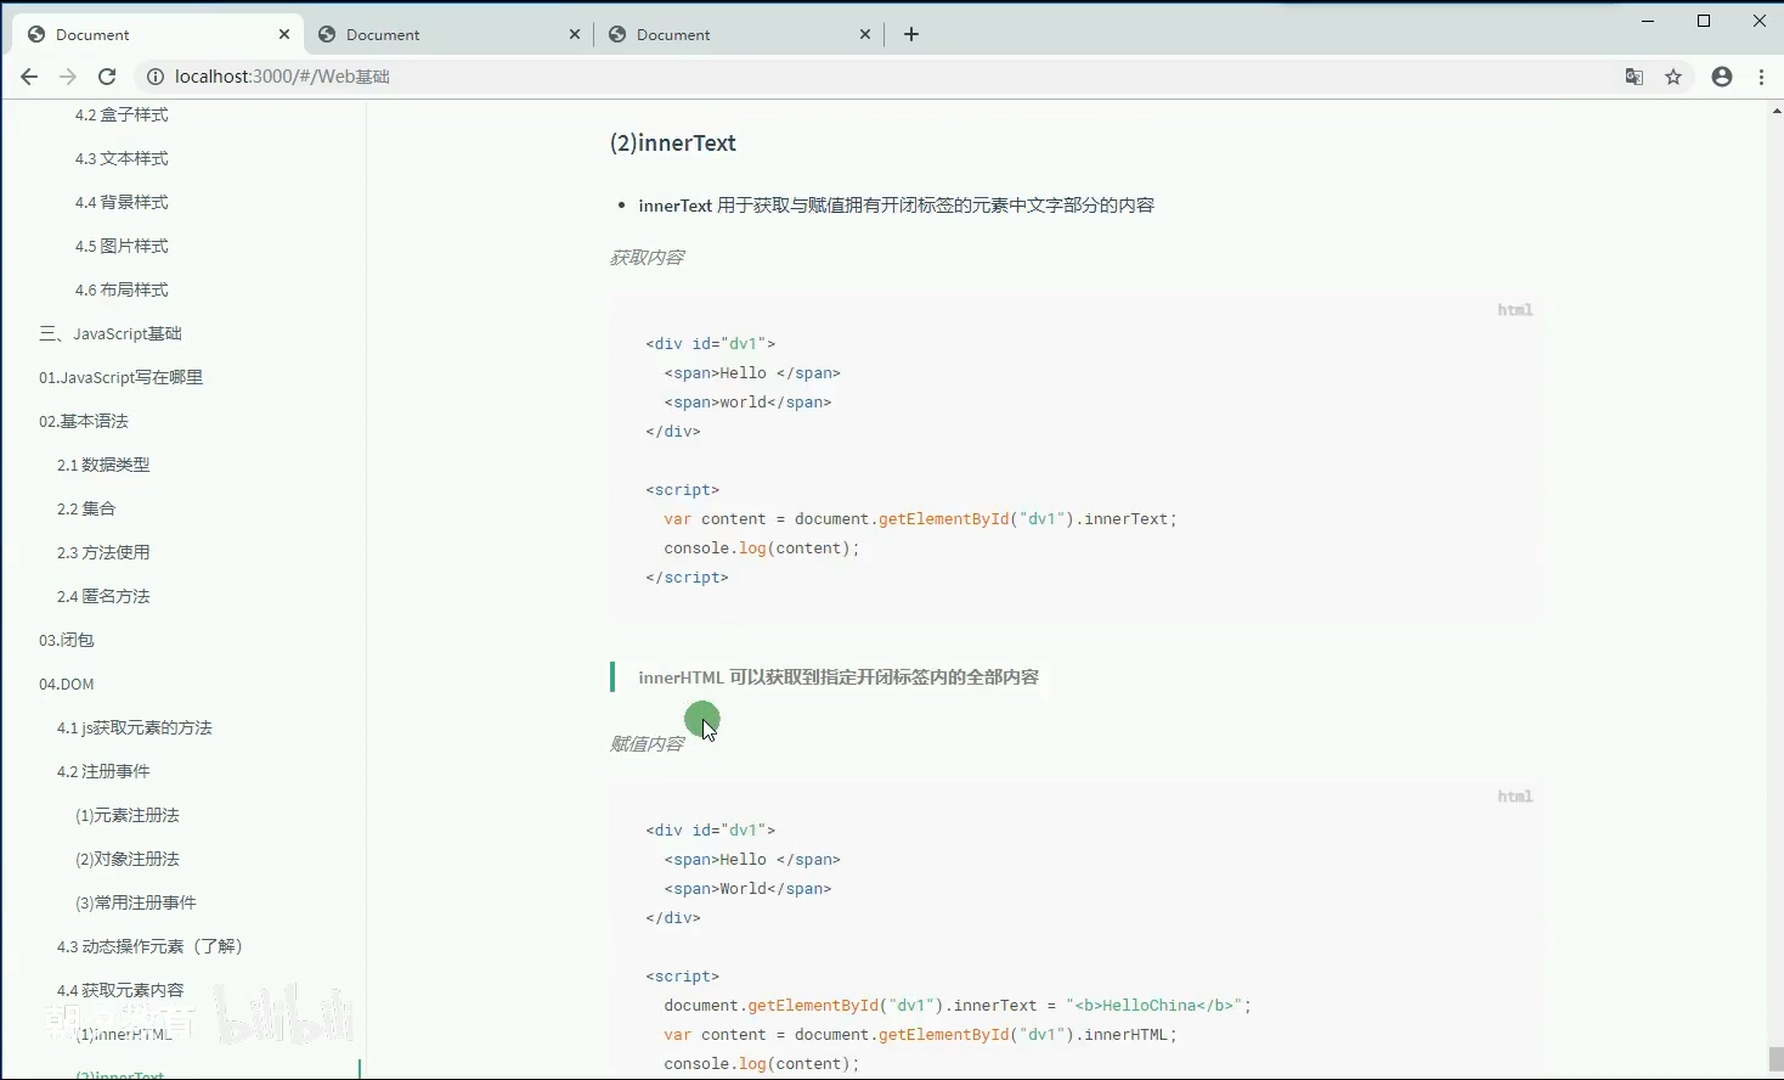 Document
Document
Document
localhost:3000/#/Web基础
4.2 盒子样式
4.3 文本样式
4.4 背景样式
4.5 图片样式
4.6 布局样式
三、JavaScript基础
01.JavaScript写在哪里
02.基本语法
2.1 数据类型
2.2 集合
2.3 方法使用
2.4 匿名方法
03.闭包
04.DOM
4.1 js获取元素的方法
4.2 注册事件
(1)元素注册法
(2)对象注册法
(3)常用注册事件
4.3 动态操作元素（了解）
4.4 获取元素内容
(1)innerHTML
(2)innerText
朝夕教育 bilibili
(2)innerText
• innerText 用于获取与赋值拥有开闭标签的元素中文字部分的内容
获取内容
html
<div id="dv1">
<span>Hello </span>
<span>world</span>
</div>
<script>
var content = document.getElementById("dv1").innerText;
console.log(content);
</script>
innerHTML 可以获取到指定开闭标签内的全部内容
赋值内容
html
<div id="dv1">
<span>Hello </span>
<span>World</span>
</div>
<script>
document.getElementById("dv1").innerText = "<b>HelloChina</b>";
var content = document.getElementById("dv1").innerHTML;
console.log(content);